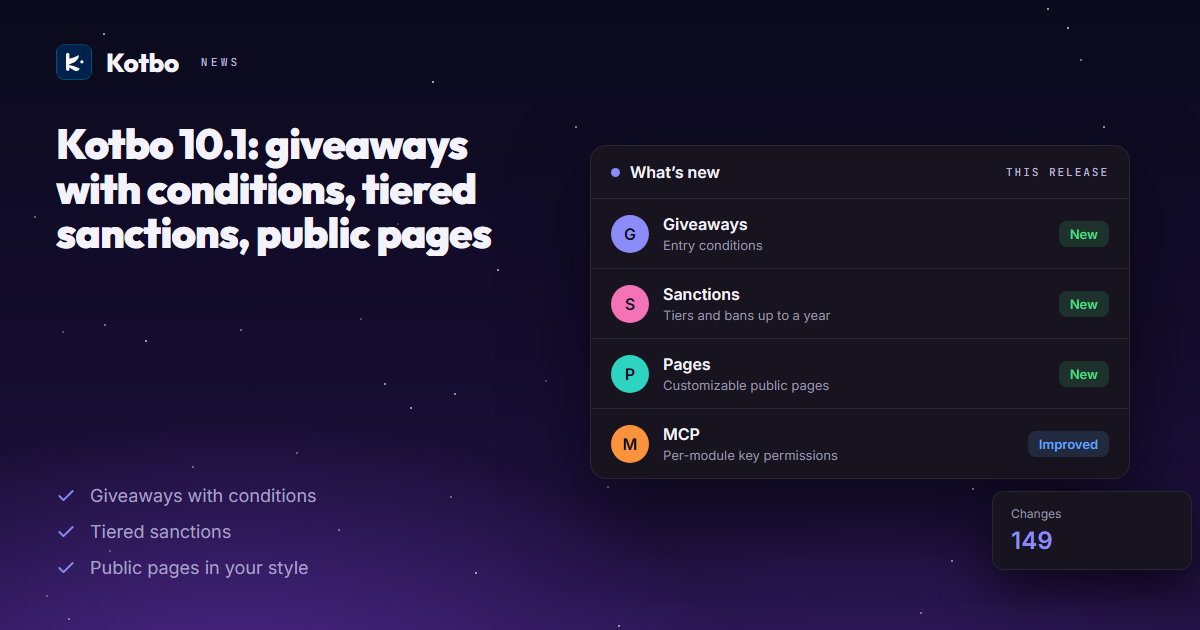 Kotbo NEWS
Kotbo 10.1: giveaways
with conditions, tiered
sanctions, public pages
Giveaways with conditions
Tiered sanctions
Public pages in your style
What's new THIS RELEASE
G Giveaways New
Entry conditions
S Sanctions New
Tiers and bans up to a year
P Pages New
Customizable public pages
M MCP Improved
Per-module key permissions
Changes
149